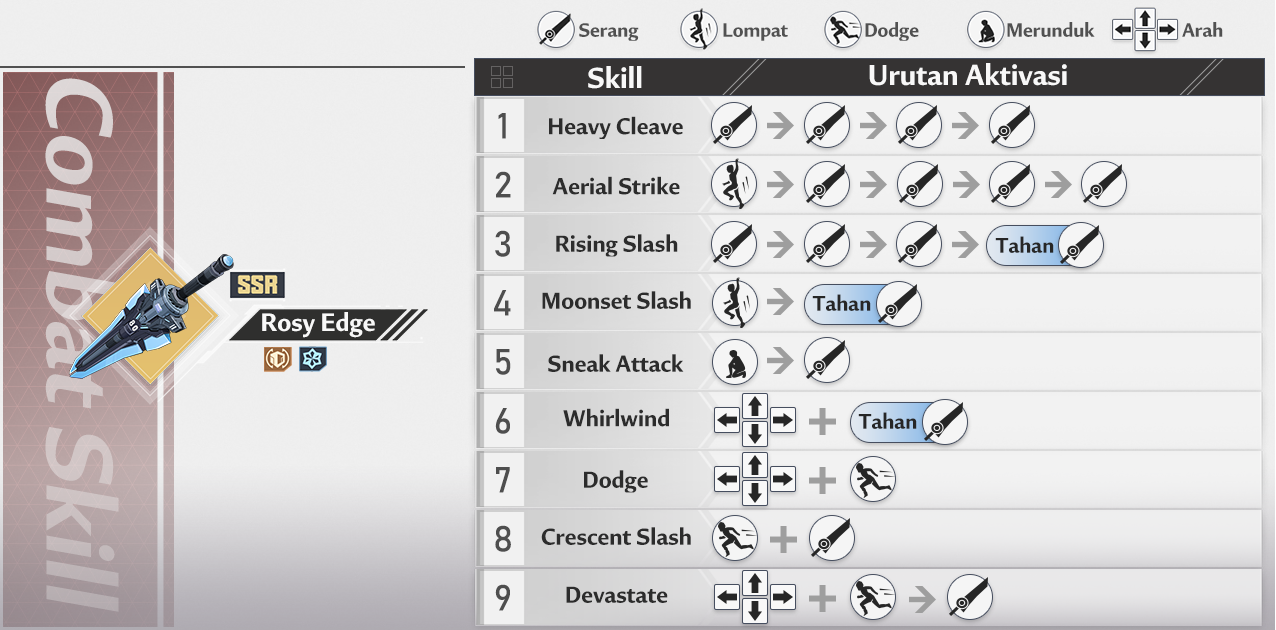 Serang
Lompat
Dodge
Merunduk
Arah
Combat Skill
SSR
Rosy Edge
Skill
Urutan Aktivasi
1 Heavy Cleave
2 Aerial Strike
3 Rising Slash Tahan
4 Moonset Slash Tahan
5 Sneak Attack
6 Whirlwind Tahan
7 Dodge
8 Crescent Slash
9 Devastate